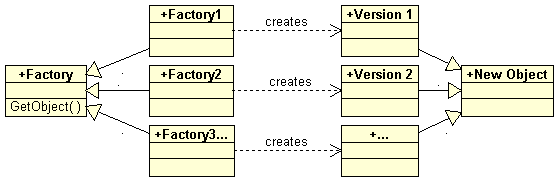 +Factory1
creates
+Version 1
+Factory
GetObject( )
+Factory2
creates
+Version 2
+New Object
+Factory3...
creates
+...